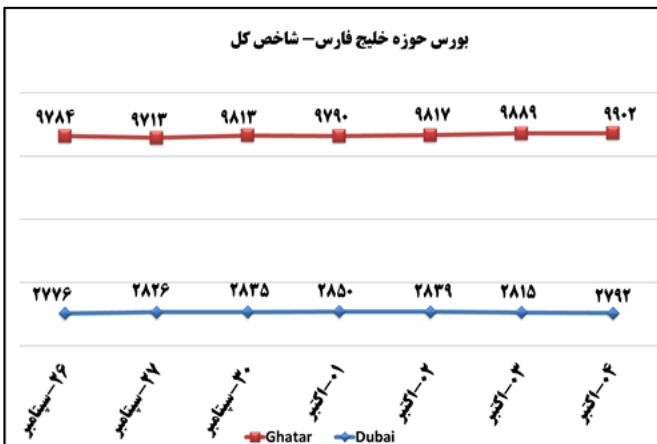 بورس حوزه خلیج فارس– شاخص کل
۹۷۸۴ ۹۷۱۳ ۹۸۱۳ ۹۷۹۰ ۹۸۱۷ ۹۸۸۹ ۹۹۰۲
۲۷۷۶ ۲۸۲۶ ۲۸۳۵ ۲۸۵۰ ۲۸۳۹ ۲۸۱۵ ۲۷۹۲
۲۶-سپتامبر
۲۷-سپتامبر
۳۰-سپتامبر
۰۱-اکتبر
۰۲-اکتبر
۰۳-اکتبر
۰۴-اکتبر
Ghatar Dubai